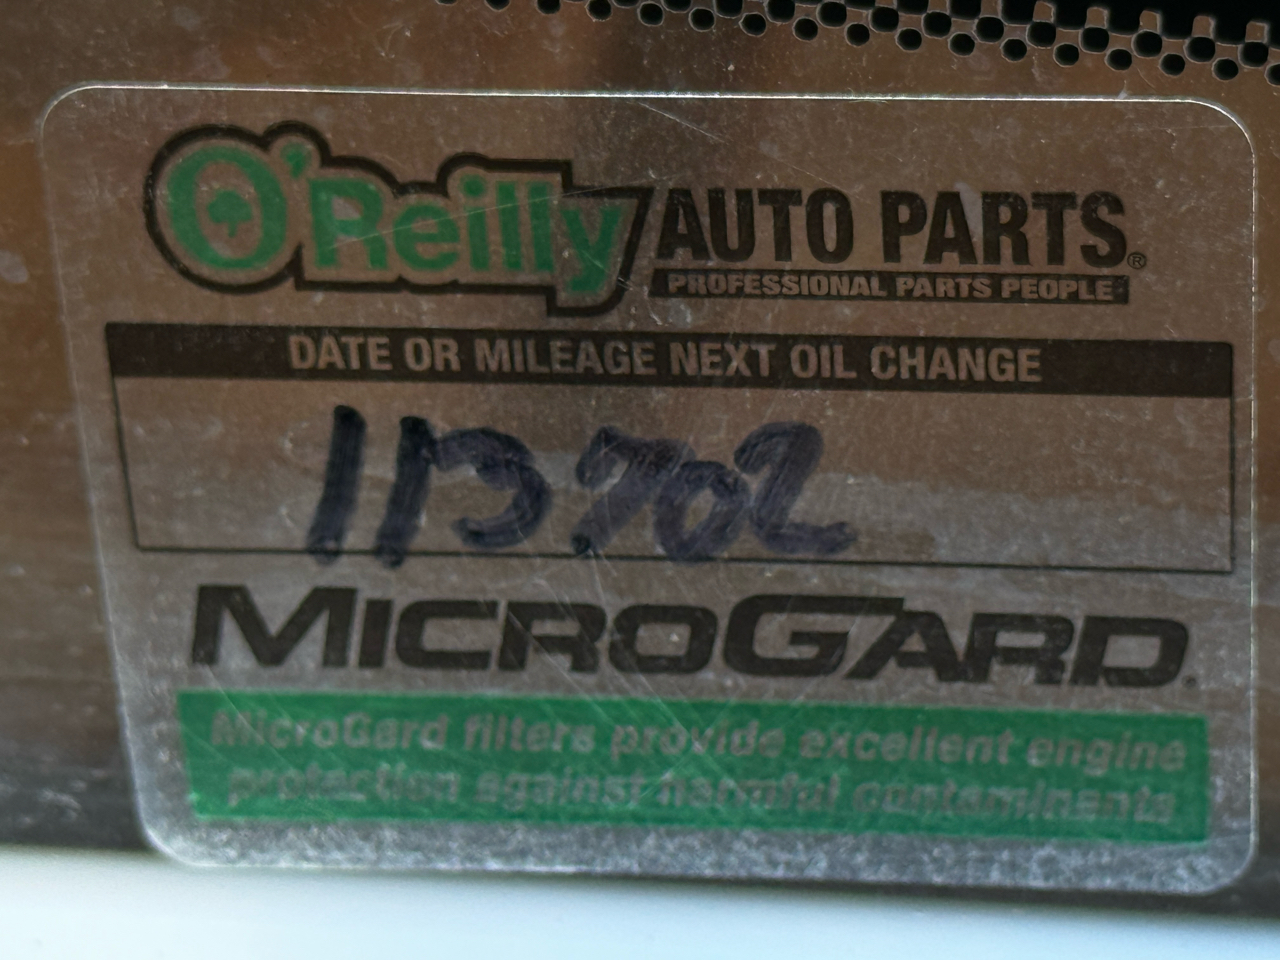 O'Reilly AUTO PARTS®
PROFESSIONAL PARTS PEOPLE
DATE OR MILEAGE NEXT OIL CHANGE
113702
MICROGARD.
MicroGard filters provide excellent engine
protection against harmful contaminants